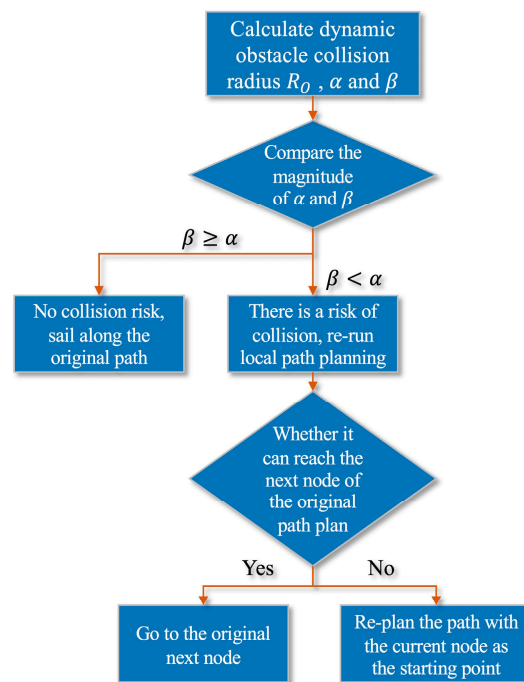 Calculate dynamic
obstacle collision
radius R_O , α and β
Compare the
magnitude
of α and β
β ≥ α
β < α
No collision risk,
sail along the
original path
There is a risk of
collision, re-run
local path planning
Whether it
can reach the
next node of
the original
path plan
Yes
No
Go to the original
next node
Re-plan the path with
the current node as
the starting point